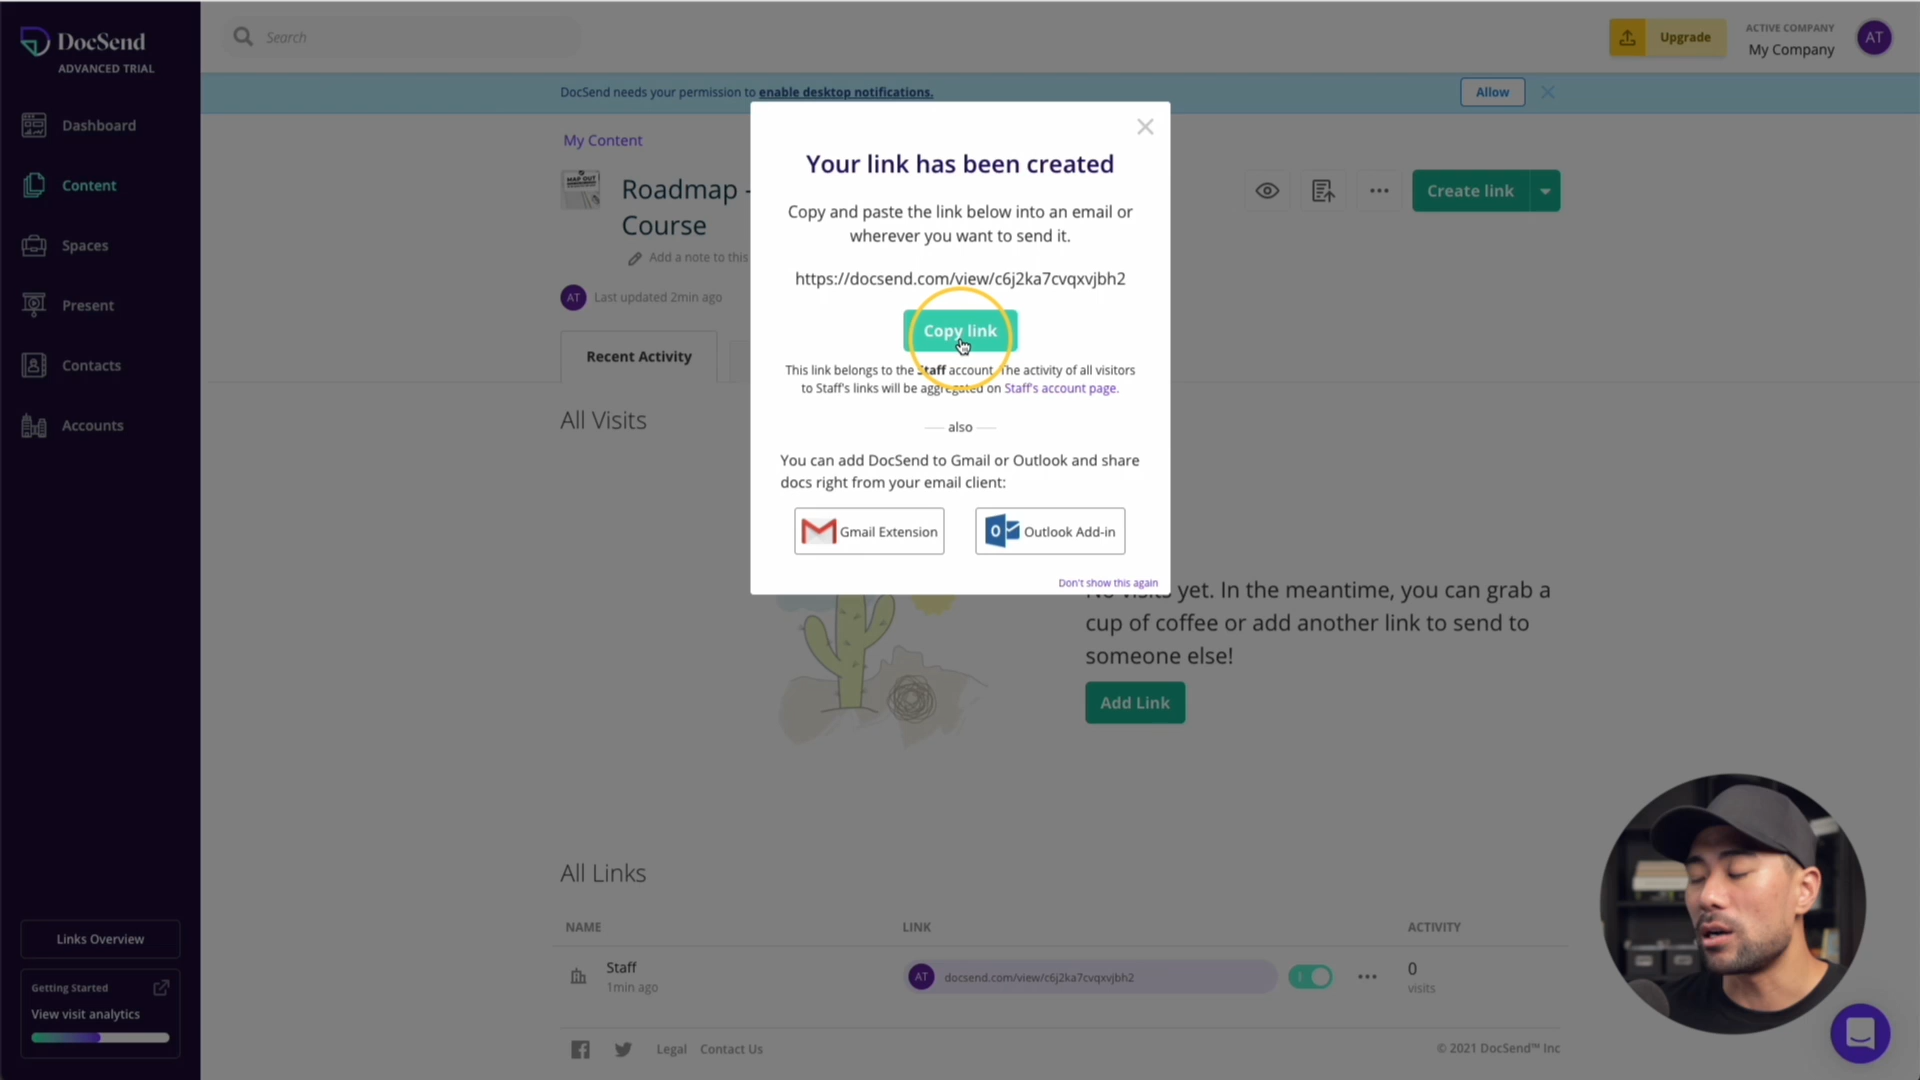 DocSend
ADVANCED TRIAL
Dashboard
Content
Spaces
Present
Contacts
Accounts
Links Overview
Getting Started
View visit analytics
Search
Upgrade
ACTIVE COMPANY
My Company
AT
DocSend needs your permission to enable desktop notifications.
Allow
My Content
MAP OUT
Roadmap -
Course
Add a note to this
AT
Last updated 2min ago
Create link
Recent Activity
All Visits
Your link has been created
Copy and paste the link below into an email or
wherever you want to send it.
https://docsend.com/view/c6j2ka7cvqxvjbh2
Copy link
This link belongs to the Staff account. The activity of all visitors
to Staff's links will be aggregated on Staff's account page.
also
You can add DocSend to Gmail or Outlook and share
docs right from your email client:
Gmail Extension
Outlook Add-in
Don't show this again
No visits yet. In the meantime, you can grab a
cup of coffee or add another link to send to
someone else!
Add Link
All Links
NAME
LINK
ACTIVITY
Staff
1min ago
AT
docsend.com/view/c6j2ka7cvqxvjbh2
0
visits
Legal
Contact Us
© 2021 DocSend™ Inc